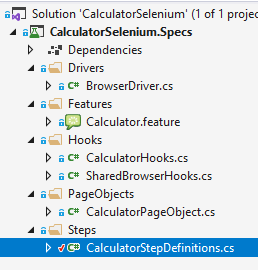 Solution 'CalculatorSelenium' (1 of 1 proje
CalculatorSelenium.Specs
Dependencies
Drivers
BrowserDriver.cs
Features
Calculator.feature
Hooks
CalculatorHooks.cs
SharedBrowserHooks.cs
PageObjects
CalculatorPageObject.cs
Steps
CalculatorStepDefinitions.cs